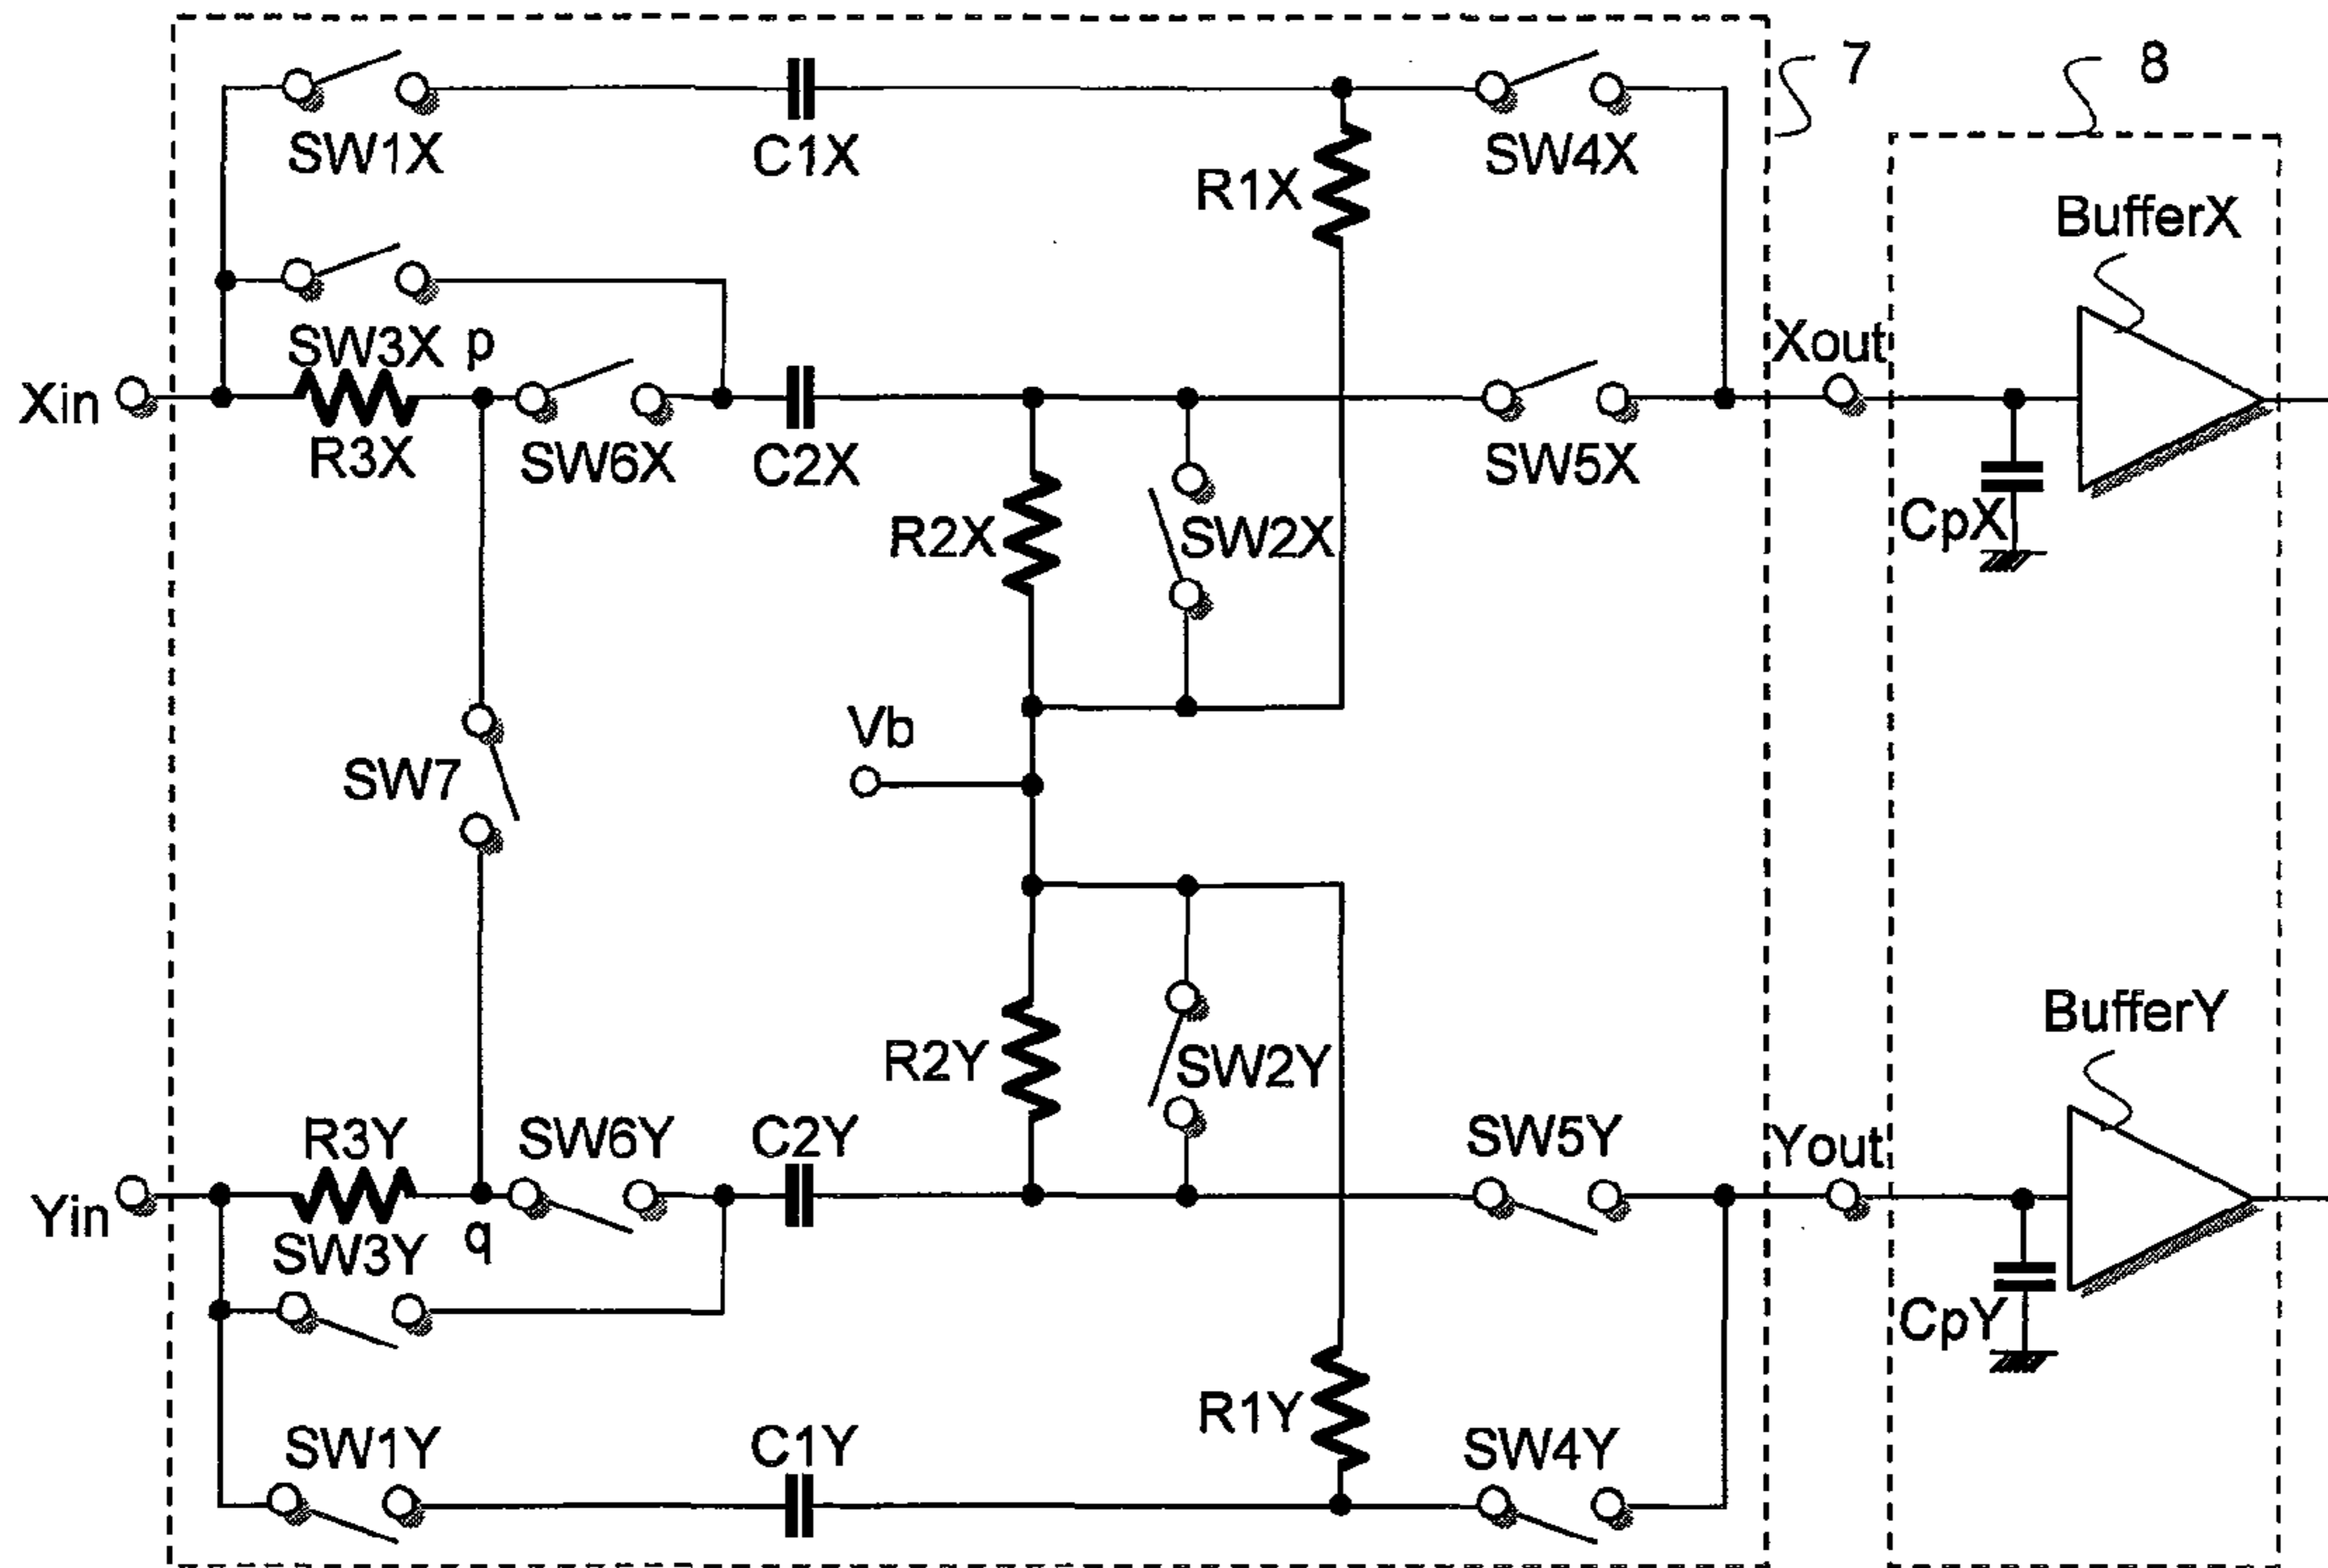 7
8
SW1X
C1X
SW4X
R1X
BufferX
SW3X
p
Xout
Xin
R3X
SW6X
C2X
SW5X
CpX
R2X
SW2X
Vb
SW7
BufferY
R2Y
SW2Y
R3Y
SW6Y
C2Y
SW5Y
Yout
Yin
q
SW3Y
CpY
R1Y
SW1Y
C1Y
SW4Y